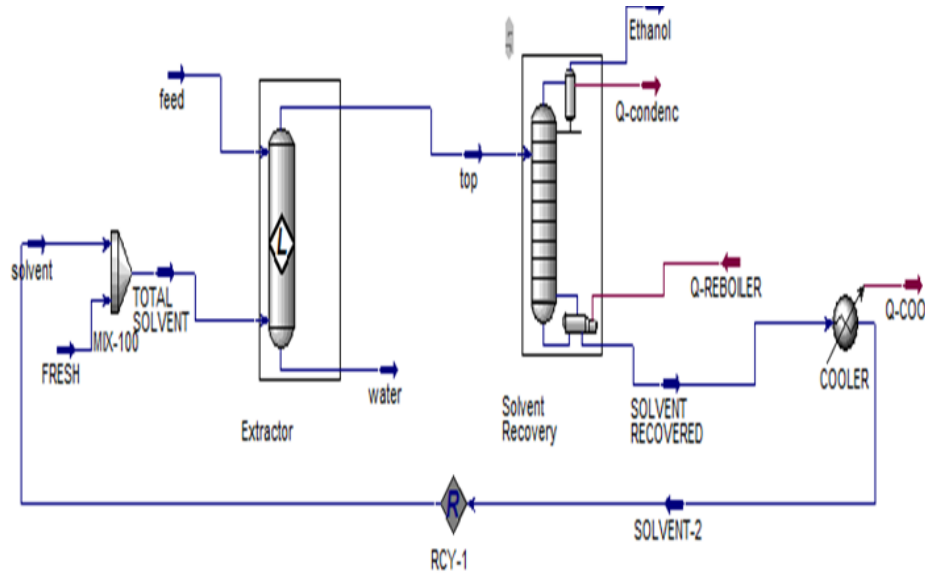 Ethanol
feed
Q-condenc
top
solvent
TOTAL
SOLVENT
MIX-100
FRESH
L
water
Extractor
Q-REBOILER
Q-COO
COOLER
Solvent
Recovery
SOLVENT
RECOVERED
R
SOLVENT-2
RCY-1